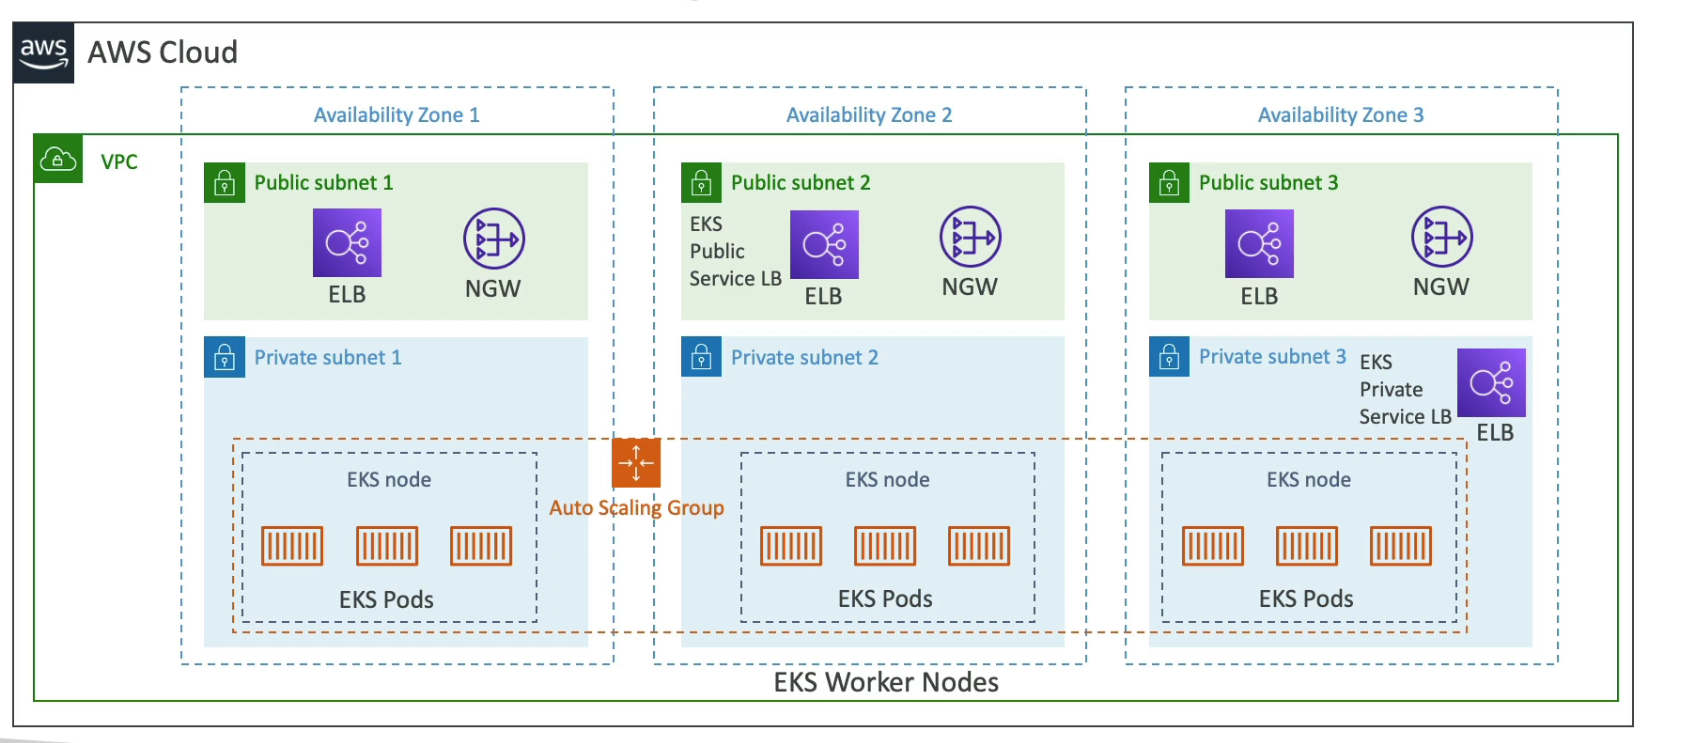 aws
AWS Cloud
Availability Zone 1
Availability Zone 2
Availability Zone 3
VPC
Public subnet 1
ELB
NGW
Public subnet 2
EKS
Public
Service LB
ELB
NGW
Public subnet 3
ELB
NGW
Private subnet 1
Private subnet 2
Private subnet 3
EKS
Private
Service LB
ELB
Auto Scaling Group
EKS node
EKS Pods
EKS node
EKS Pods
EKS node
EKS Pods
EKS Worker Nodes